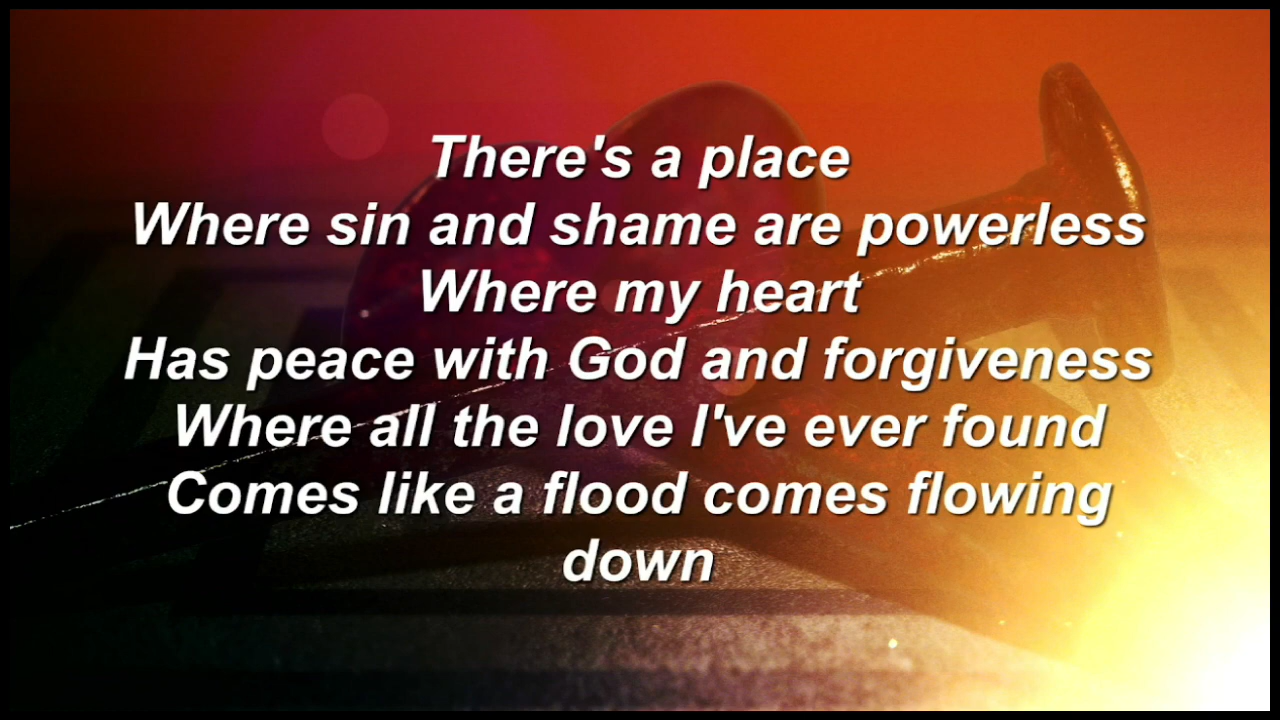 There's a place
Where sin and shame are powerless
Where my heart
Has peace with God and forgiveness
Where all the love I've ever found
Comes like a flood comes flowing
down